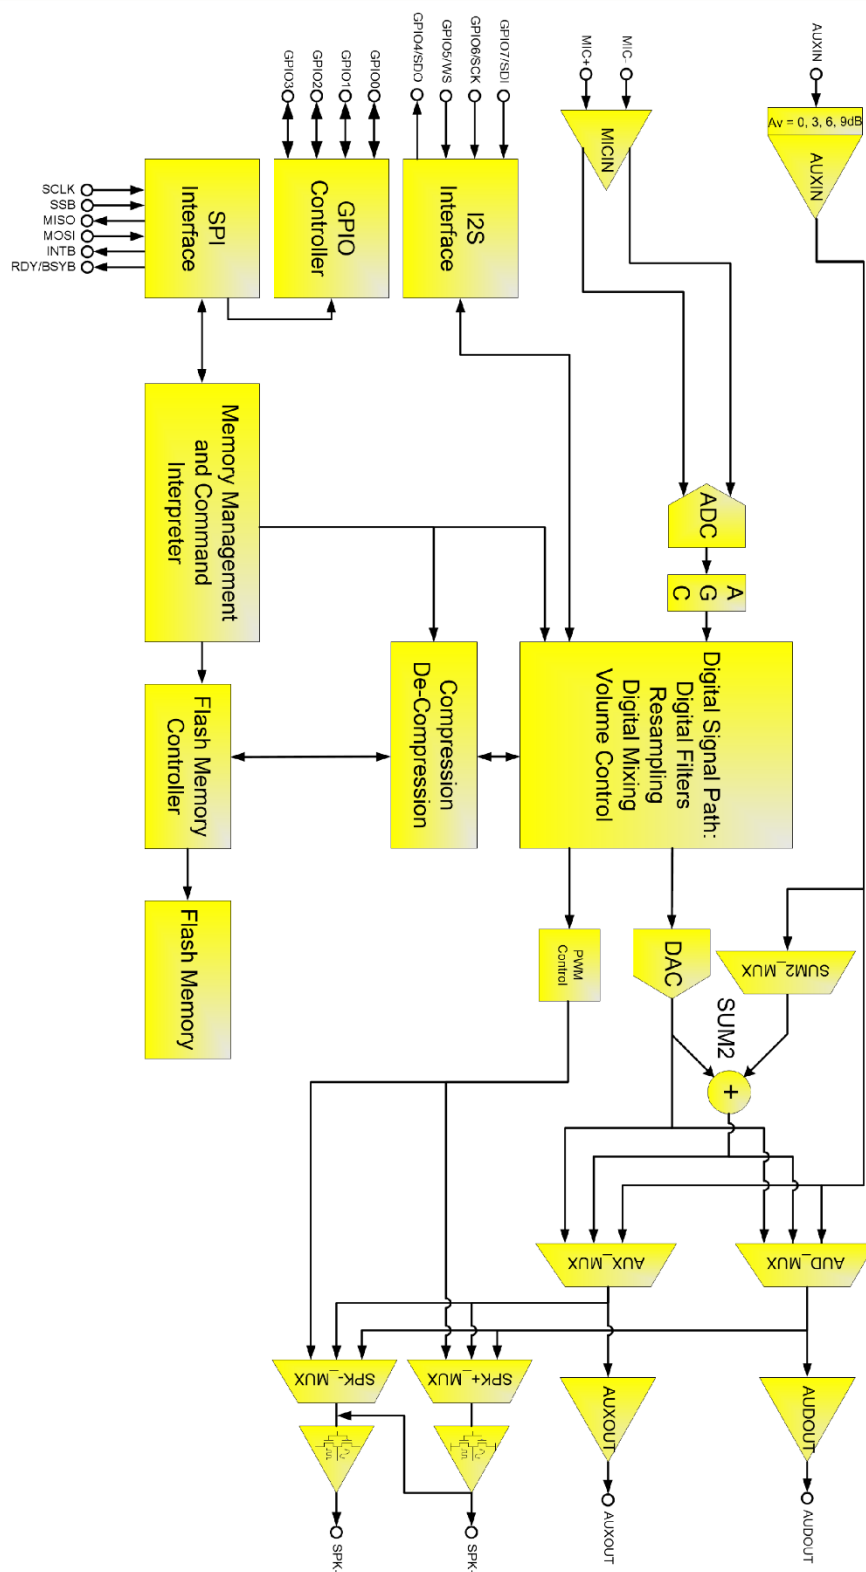 AUXIN
Av = 0, 3, 6, 9dB
AUXIN
SUM2_MUX
AUD_MUX
AUDOUT
AUDOUT
MIC-
MIC+
MICIN
ADC
A
G
C
Digital Signal Path:
Digital Filters
Resampling
Digital Mixing
Volume Control
DAC
SUM2
+
AUX_MUX
AUXOUT
AUXOUT
PWM
Control
GPIO7/SDI
GPIO6/SCK
GPIO5/WS
GPIO4/SDO
I2S
Interface
Compression
De-Compression
SPK+_MUX
SPK-
GPIO0
GPIO1
GPIO2
GPIO3
GPIO
Controller
SPK-_MUX
SPK-
SCLK
SSB
MISO
MOSI
INTB
RDY/BSYB
SPI
Interface
Memory Management
and Command
Interpreter
Flash Memory
Controller
Flash Memory